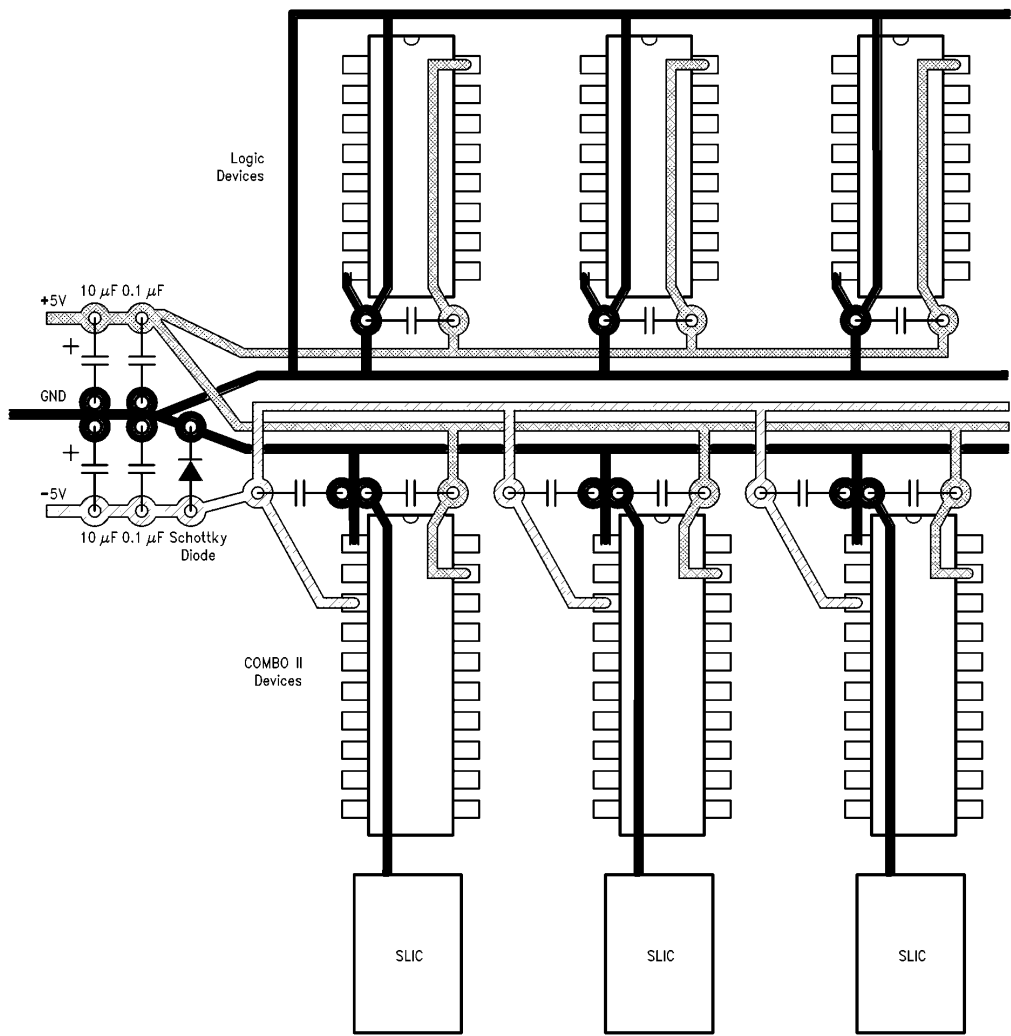 Logic
Devices
10 μF 0.1 μF
+5V
+
GND
+
-5V
10 μF 0.1 μF Schottky
Diode
COMBO II
Devices
SLIC
SLIC
SLIC